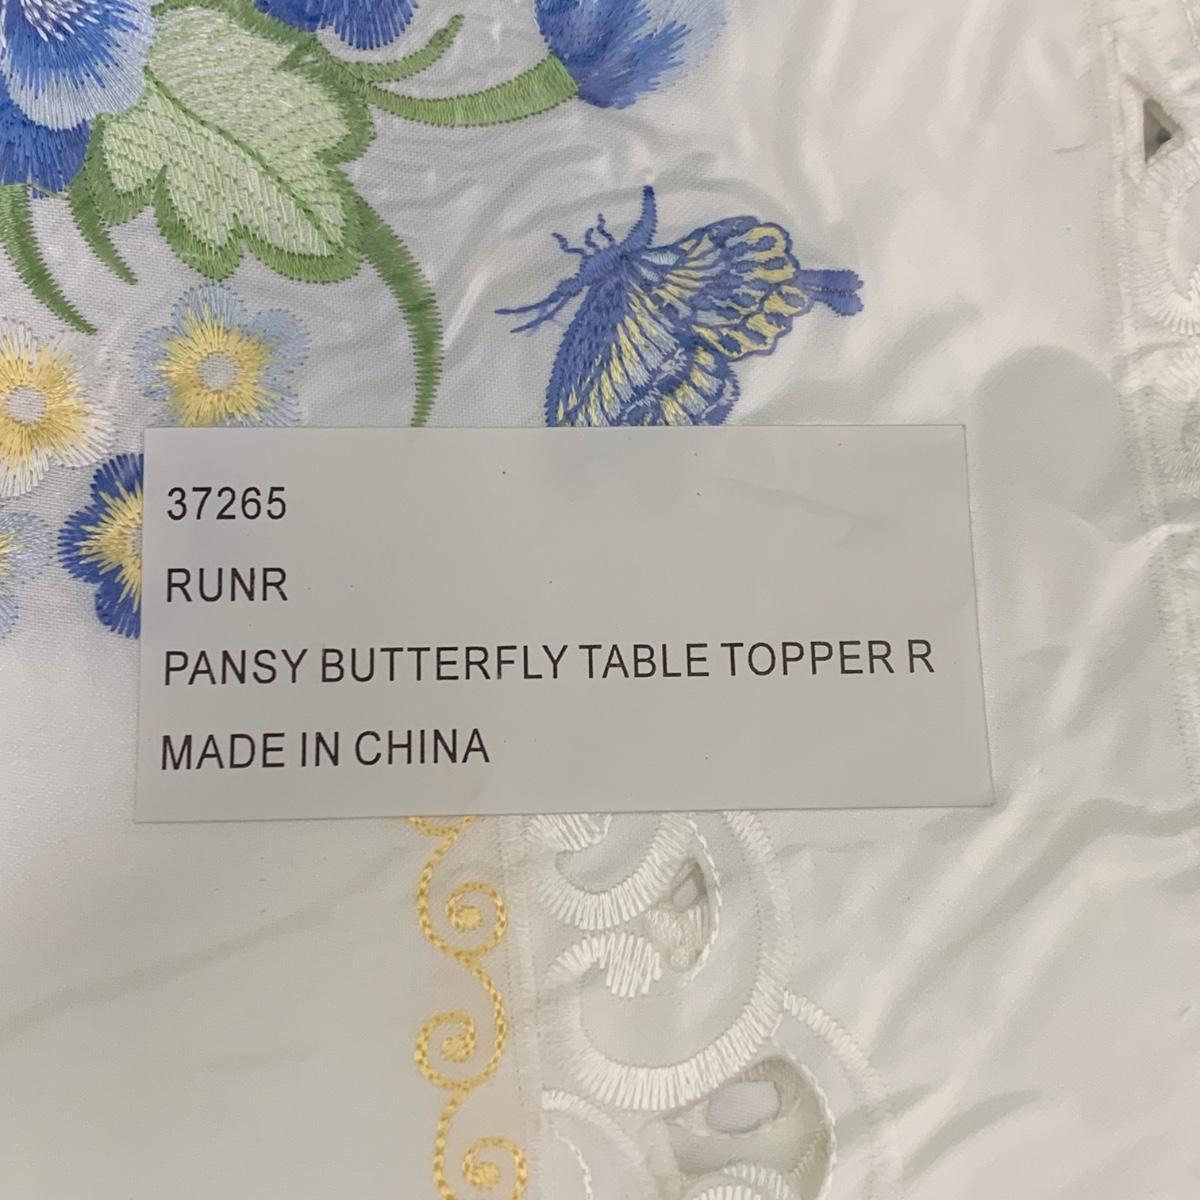 37265
RUNR
PANSY BUTTERFLY TABLE TOPPER R
MADE IN CHINA